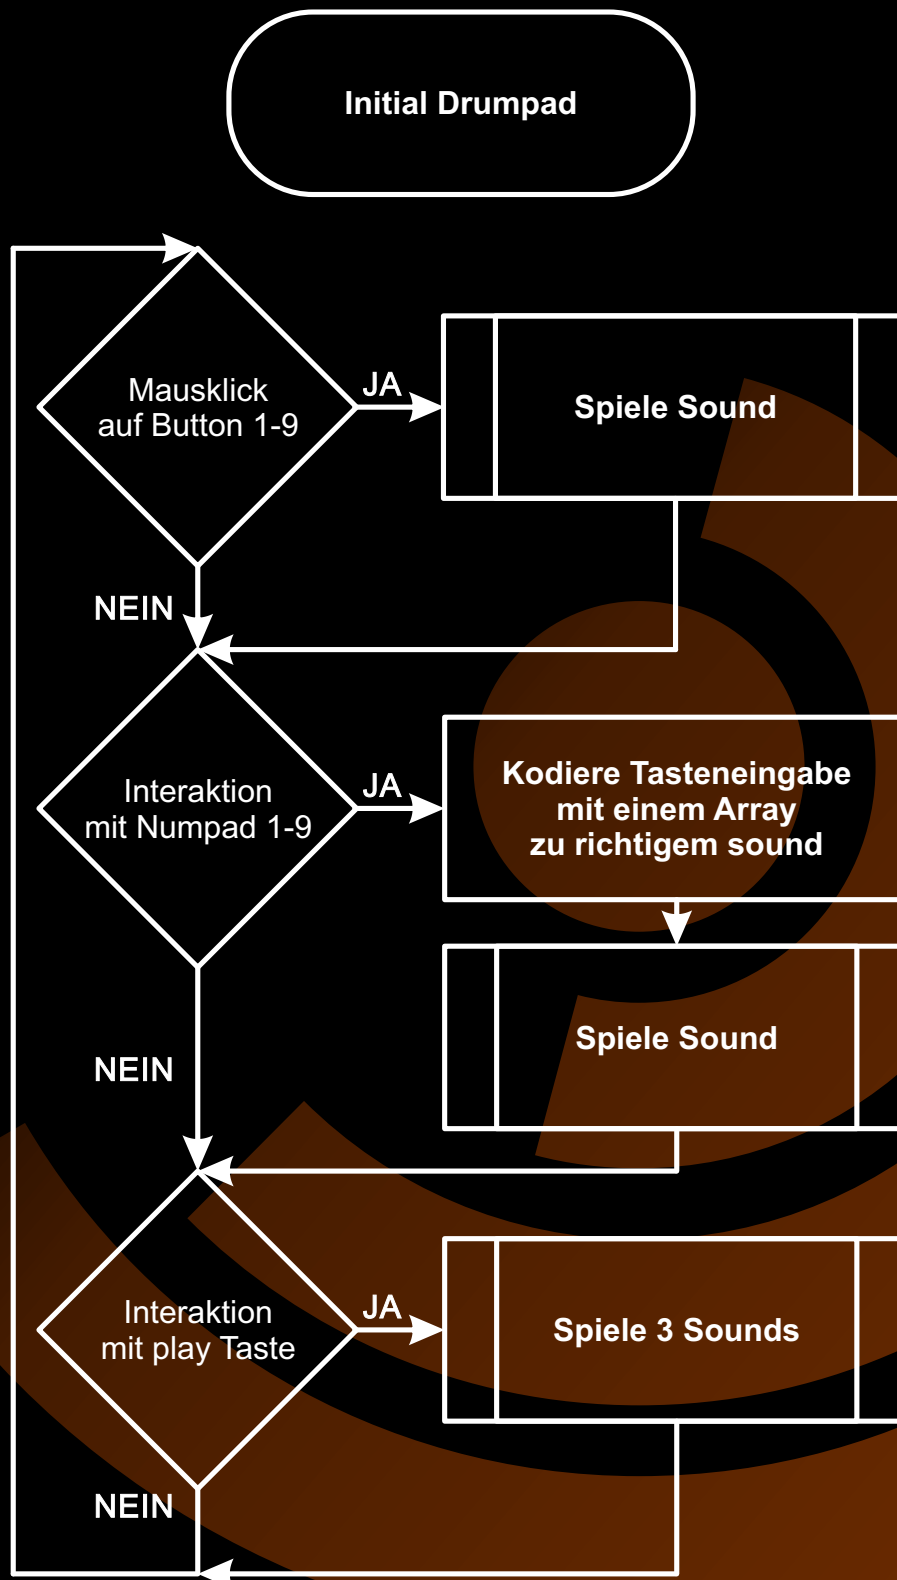 Initial Drumpad
Mausklick
auf Button 1-9
JA
Spiele Sound
NEIN
Interaktion
mit Numpad 1-9
JA
Kodiere Tasteneingabe
mit einem Array
zu richtigem sound
Spiele Sound
NEIN
Interaktion
mit play Taste
JA
Spiele 3 Sounds
NEIN